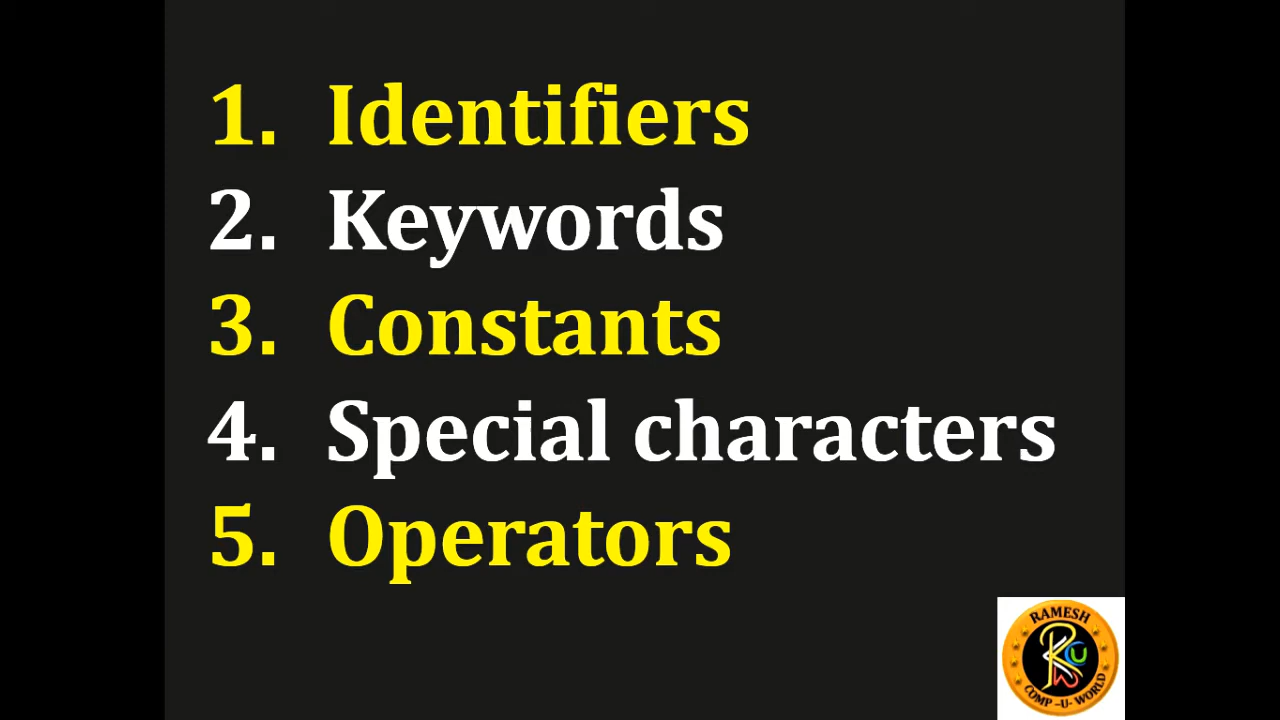 1. Identifiers
2. Keywords
3. Constants
4. Special characters
5. Operators
RAMESH
COMP -U- WORLD